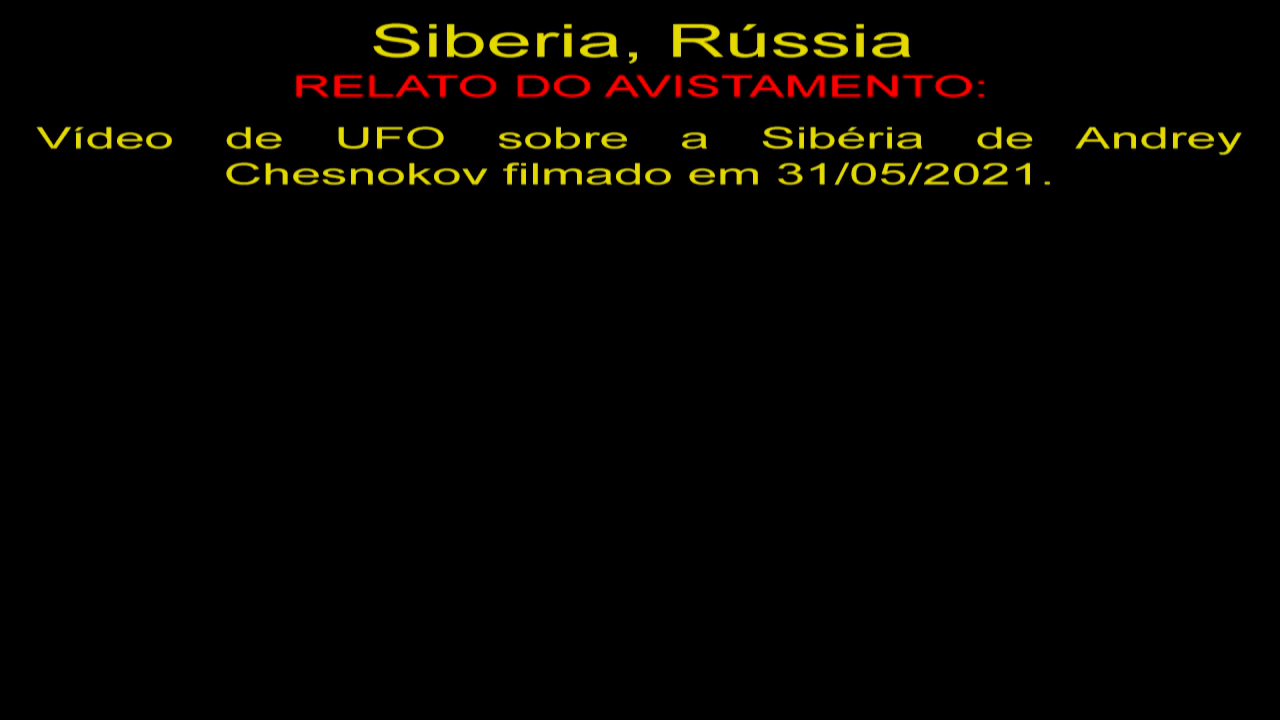 Siberia, Rússia
RELATO DO AVISTAMENTO:
Vídeo de UFO sobre a Sibéria de Andrey
Chesnokov filmado em 31/05/2021.